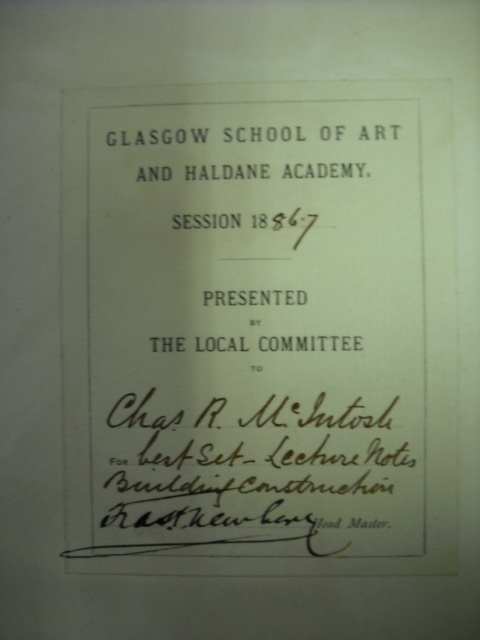 GLASGOW SCHOOL OF ART
AND HALDANE ACADEMY.
SESSION 1886.7
PRESENTED
BY
THE LOCAL COMMITTEE
TO
Chas. R. McIntosh
FOR best Set - Lecture Notes
Building Construction
Fras H Newbery Head Master.